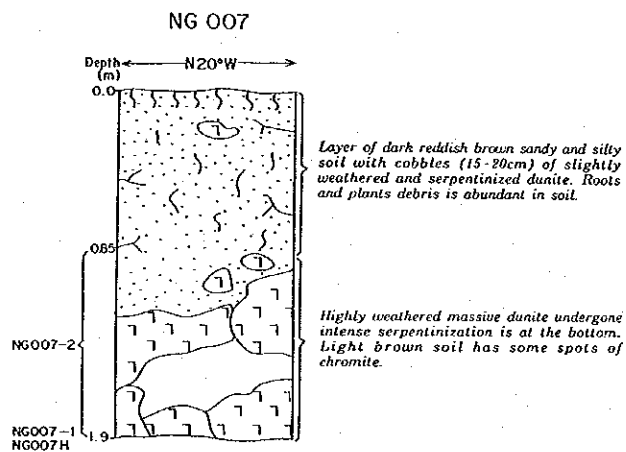 NG 007
Depth
(m)
N20°W
0.0
Layer of dark reddish brown sandy and silty
soil with cobbles (15-20cm) of slightly
weathered and serpentinized dunite. Roots
and plants debris is abundant in soil.
0.85
Highly weathered massive dunite undergone
intense serpentinization is at the bottom.
Light brown soil has some spots of
chromite.
NG007-2
NG007-1
NG007H
1.9